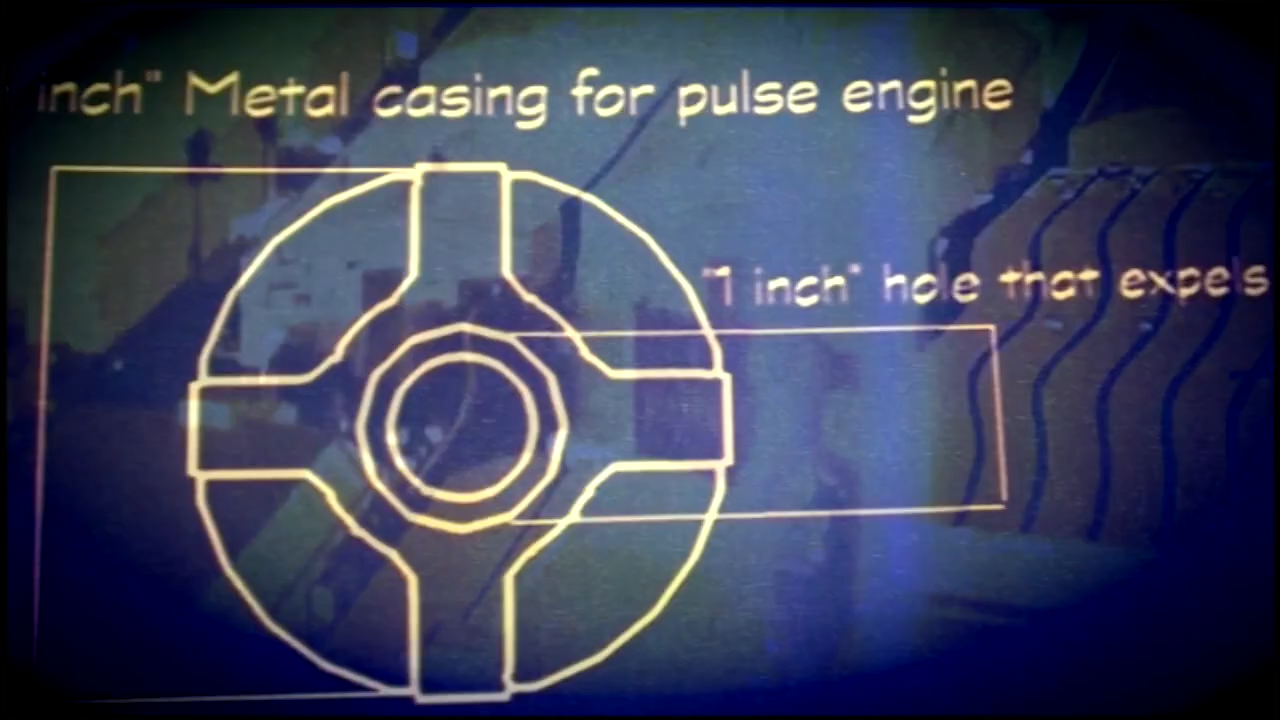 inch" Metal casing for pulse engine
"1 inch" hole that expels